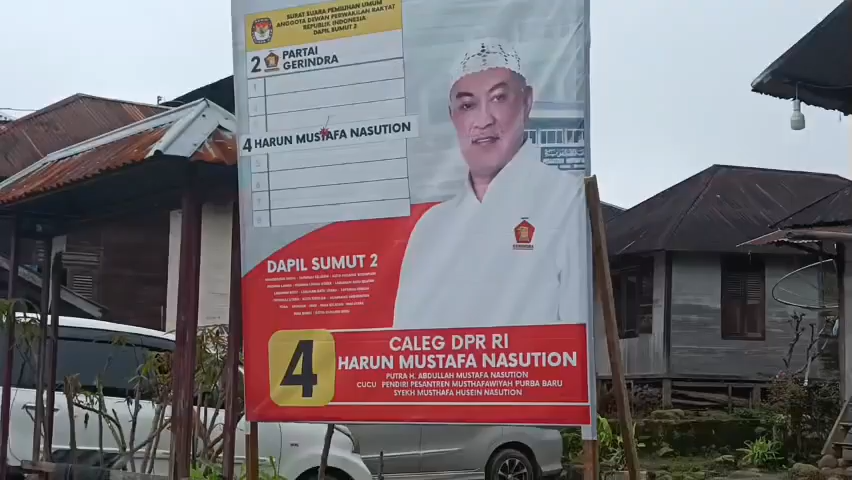 SURAT SUARA PEMILIHAN UMUM
ANGGOTA DEWAN PERWAKILAN RAKYAT
REPUBLIK INDONESIA
DAPIL SUMUT 2
2 PARTAI
GERINDRA
1
2
3
4 HARUN MUSTAFA NASUTION
5
6
7
8
9
GERINDRA
DAPIL SUMUT 2
4
CALEG DPR RI
HARUN MUSTAFA NASUTION
PUTRA H. ABDULLAH MUSTAFA NASUTION
CUCU PENDIRI PESANTREN MUSTHAFAWIYAH PURBA BARU
SYEKH MUSTHAFA HUSEIN NASUTION